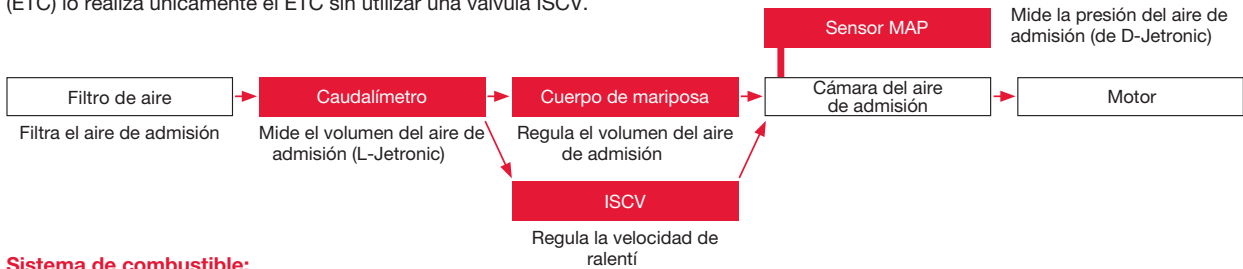 (ETC) lo realiza únicamente el ETC sin utilizar una válvula ISCV.
Sensor MAP
Mide la presión del aire de
admisión (de D-Jetronic)
Filtro de aire
Caudalímetro
Cuerpo de mariposa
Cámara del aire
de admisión
Motor
Filtra el aire de admisión
Mide el volumen del aire de
admisión (L-Jetronic)
Regula el volumen del aire
de admisión
ISCV
Regula la velocidad de
ralentí
Sistema de combustible: